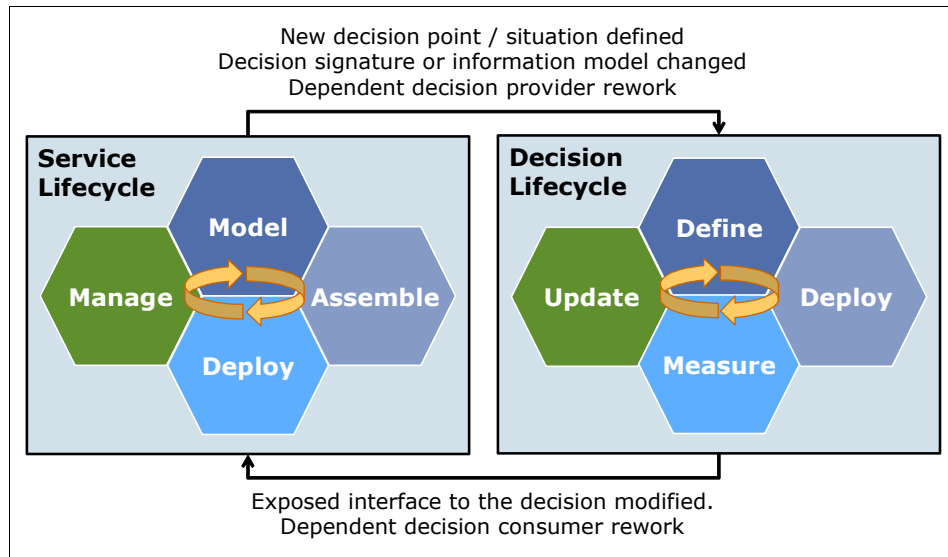 New decision point / situation defined
Decision signature or information model changed
Dependent decision provider rework
Service
Lifecycle
Model
Manage
Assemble
Deploy
Decision
Lifecycle
Define
Update
Deploy
Measure
Exposed interface to the decision modified.
Dependent decision consumer rework